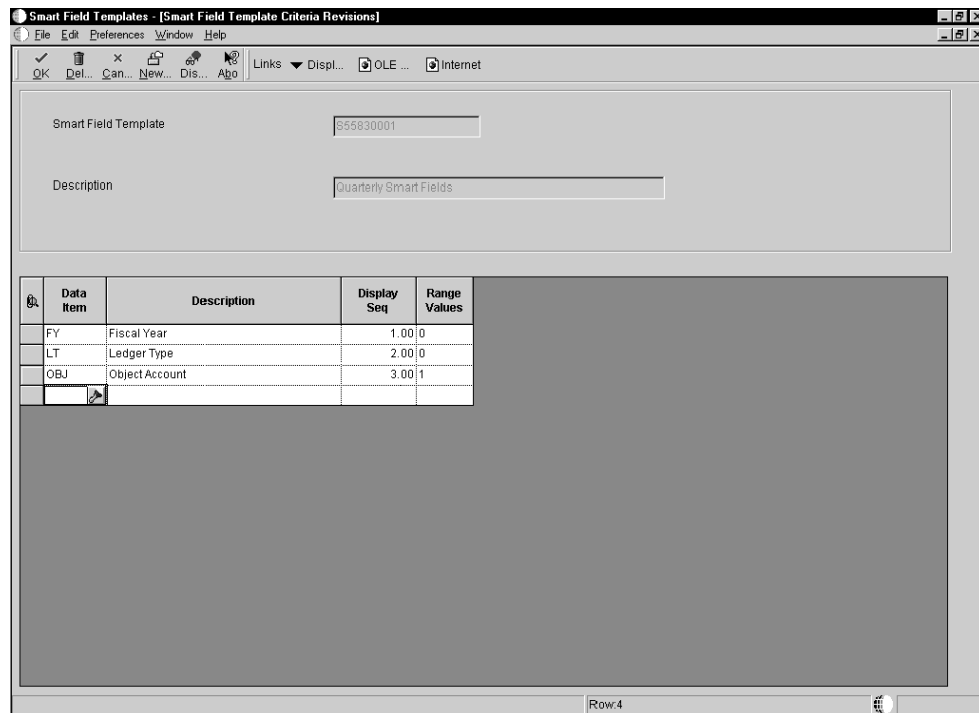 Smart Field Templates - [Smart Field Template Criteria Revisions]
File Edit Preferences Window Help
OK Del... Can... New... Dis... Abo Links Displ... OLE ... Internet
Smart Field Template S55830001
Description Quarterly Smart Fields
Data Item Description Display Seq Range Values
FY Fiscal Year 1.00 0
LT Ledger Type 2.00 0
OBJ Object Account 3.00 1
Row:4